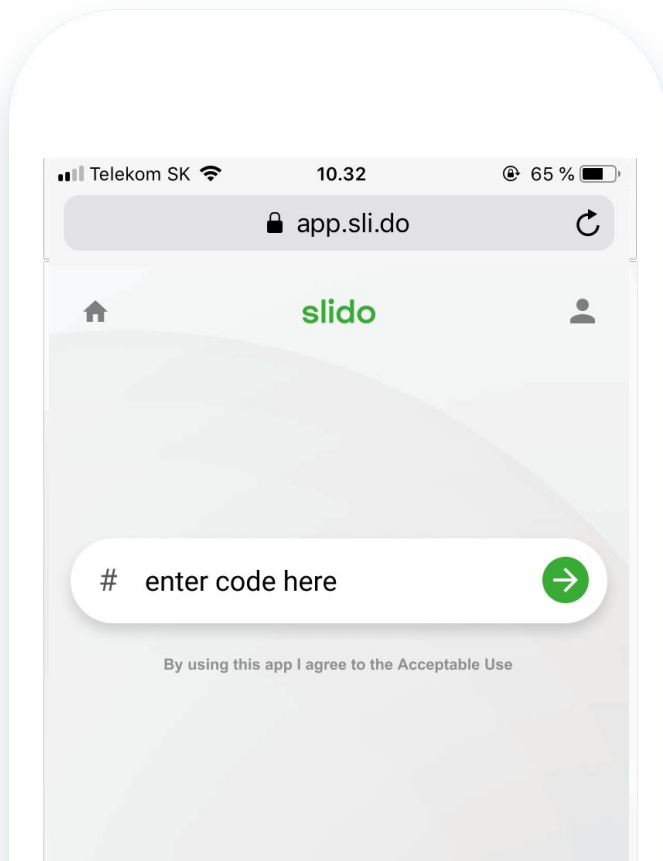 Telekom SK 10.32 65 %
app.sli.do
slido
# enter code here
By using this app I agree to the Acceptable Use